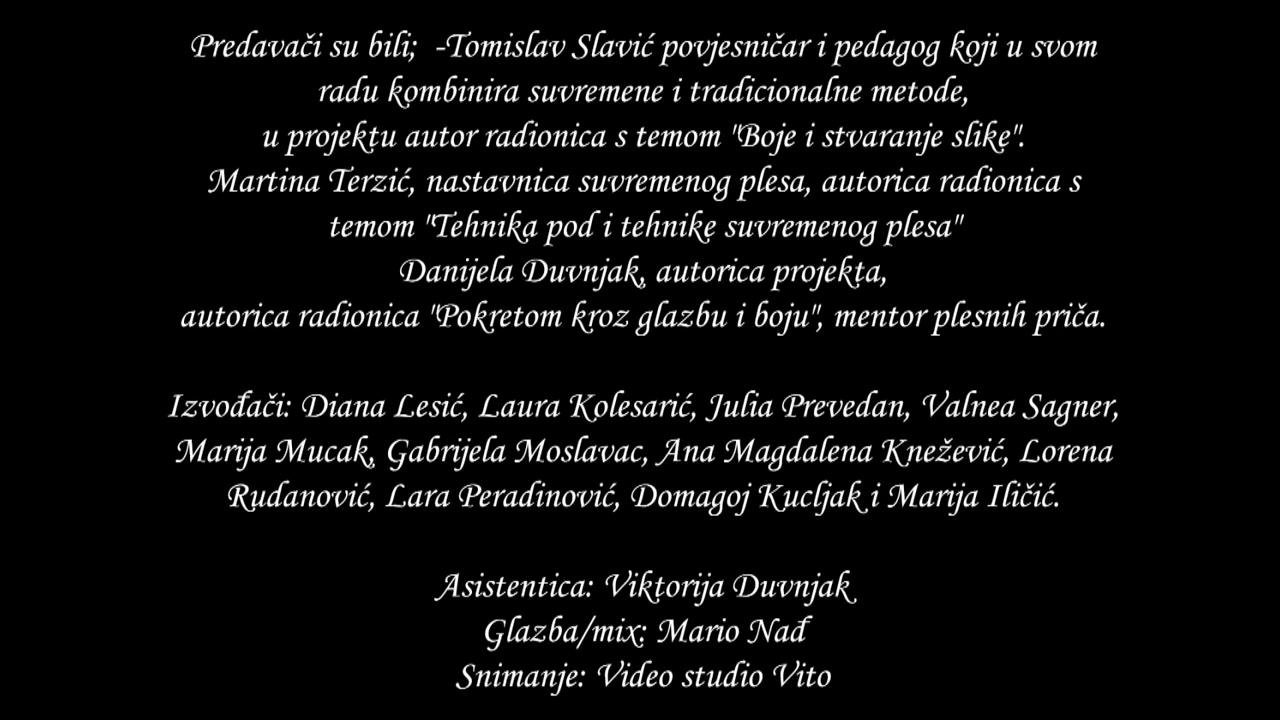 Predavači su bili;  -Tomislav Slavić povjesničar i pedagog koji u svom
radu kombinira suvremene i tradicionalne metode,
u projektu autor radionica s temom "Boje i stvaranje slike".
Martina Terzić, nastavnica suvremenog plesa, autorica radionica s
temom "Tehnika pod i tehnike suvremenog plesa"
Danijela Duvnjak, autorica projekta,
autorica radionica "Pokretom kroz glazbu i boju", mentor plesnih priča.
Izvođači: Diana Lesić, Laura Kolesarić, Julia Prevedan, Valnea Sagner,
Marija Mucak, Gabrijela Moslavac, Ana Magdalena Knežević, Lorena
Rudanović, Lara Peradinović, Domagoj Kucljak i Marija Iličić.
Asistentica: Viktorija Duvnjak
Glazba/mix: Mario Nađ
Snimanje: Video studio Vito